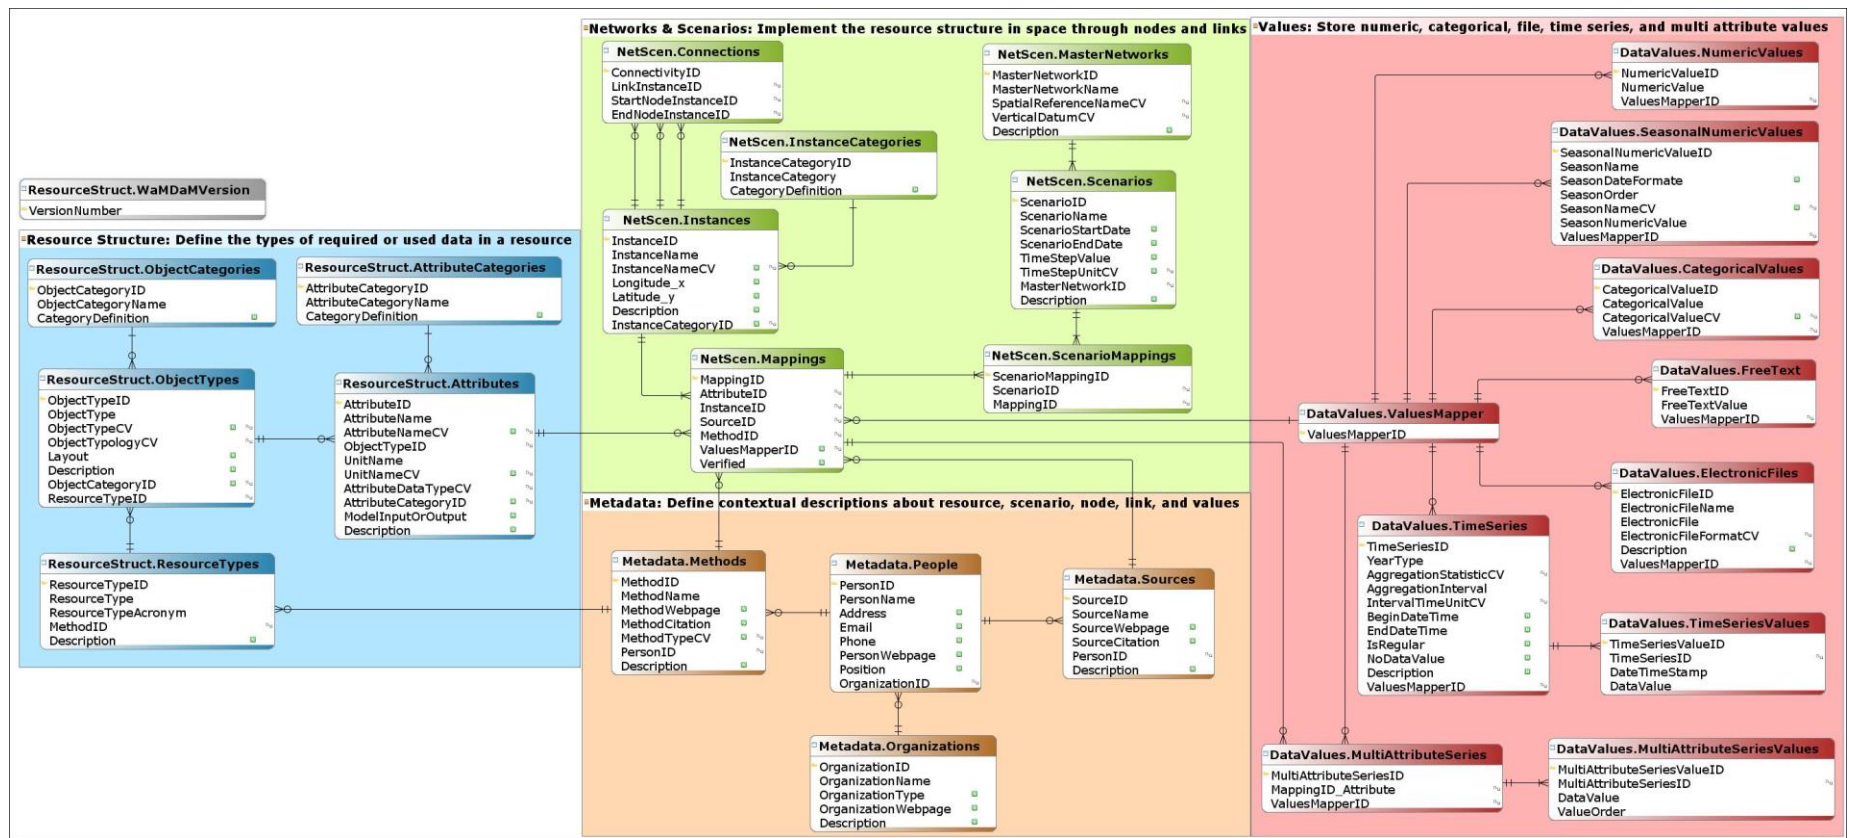 ResourceStruct.WaMDaMVersion
VersionNumber
Resource Structure: Define the types of required or used data in a resource
ResourceStruct.ObjectCategories
ObjectCategoryID
ObjectCategoryName
CategoryDefinition
ResourceStruct.AttributeCategories
AttributeCategoryID
AttributeCategoryName
CategoryDefinition
ResourceStruct.ObjectTypes
ObjectTypeID
ObjectType
ObjectTypeCV
ObjectTypologyCV
Layout
Description
ObjectCategoryID
ResourceTypeID
ResourceStruct.Attributes
AttributeID
AttributeName
AttributeNameCV
ObjectTypeID
UnitName
UnitNameCV
AttributeDataTypeCV
AttributeCategoryID
ModelInputOrOutput
Description
ResourceStruct.ResourceTypes
ResourceTypeID
ResourceType
ResourceTypeAcronym
MethodID
Description
Networks & Scenarios: Implement the resource structure in space through nodes and links
NetScen.Connections
ConnectivityID
LinkInstanceID
StartNodeInstanceID
EndNodeInstanceID
NetScen.MasterNetworks
MasterNetworkID
MasterNetworkName
SpatialReferenceNameCV
VerticalDatumCV
Description
NetScen.InstanceCategories
InstanceCategoryID
InstanceCategory
CategoryDefinition
NetScen.Instances
InstanceID
InstanceName
InstanceNameCV
Longitude_x
Latitude_y
Description
InstanceCategoryID
NetScen.Scenarios
ScenarioID
ScenarioName
ScenarioStartDate
ScenarioEndDate
TimeStepValue
TimeStepUnitCV
MasterNetworkID
Description
NetScen.Mappings
MappingID
AttributeID
InstanceID
SourceID
MethodID
ValuesMapperID
Verified
NetScen.ScenarioMappings
ScenarioMappingID
ScenarioID
MappingID
Metadata: Define contextual descriptions about resource, scenario, node, link, and values
Metadata.Methods
MethodID
MethodName
MethodWebpage
MethodCitation
MethodTypeCV
PersonID
Description
Metadata.People
PersonID
PersonName
Address
Email
Phone
PersonWebpage
Position
OrganizationID
Metadata.Sources
SourceID
SourceName
SourceWebpage
SourceCitation
PersonID
Description
Metadata.Organizations
OrganizationID
OrganizationName
OrganizationType
OrganizationWebpage
Description
Values: Store numeric, categorical, file, time series, and multi attribute values
DataValues.NumericValues
NumericValueID
NumericValue
ValuesMapperID
DataValues.SeasonalNumericValues
SeasonalNumericValueID
SeasonName
SeasonDateFormate
SeasonOrder
SeasonNameCV
SeasonNumericValue
ValuesMapperID
DataValues.CategoricalValues
CategoricalValueID
CategoricalValue
CategoricalValueCV
ValuesMapperID
DataValues.FreeText
FreeTextID
FreeTextValue
ValuesMapperID
DataValues.ValuesMapper
ValuesMapperID
DataValues.ElectronicFiles
ElectronicFileID
ElectronicFileName
ElectronicFile
ElectronicFileFormatCV
Description
ValuesMapperID
DataValues.TimeSeries
TimeSeriesID
YearType
AggregationStatisticCV
AggregationInterval
IntervalTimeUnitCV
BeginDateTime
EndDateTime
IsRegular
NoDataValue
Description
ValuesMapperID
DataValues.TimeSeriesValues
TimeSeriesValueID
TimeSeriesID
DateTimeStamp
DataValue
DataValues.MultiAttributeSeries
MultiAttributeSeriesID
MappingID_Attribute
ValuesMapperID
DataValues.MultiAttributeSeriesValues
MultiAttributeSeriesValueID
MultiAttributeSeriesID
DataValue
ValueOrder